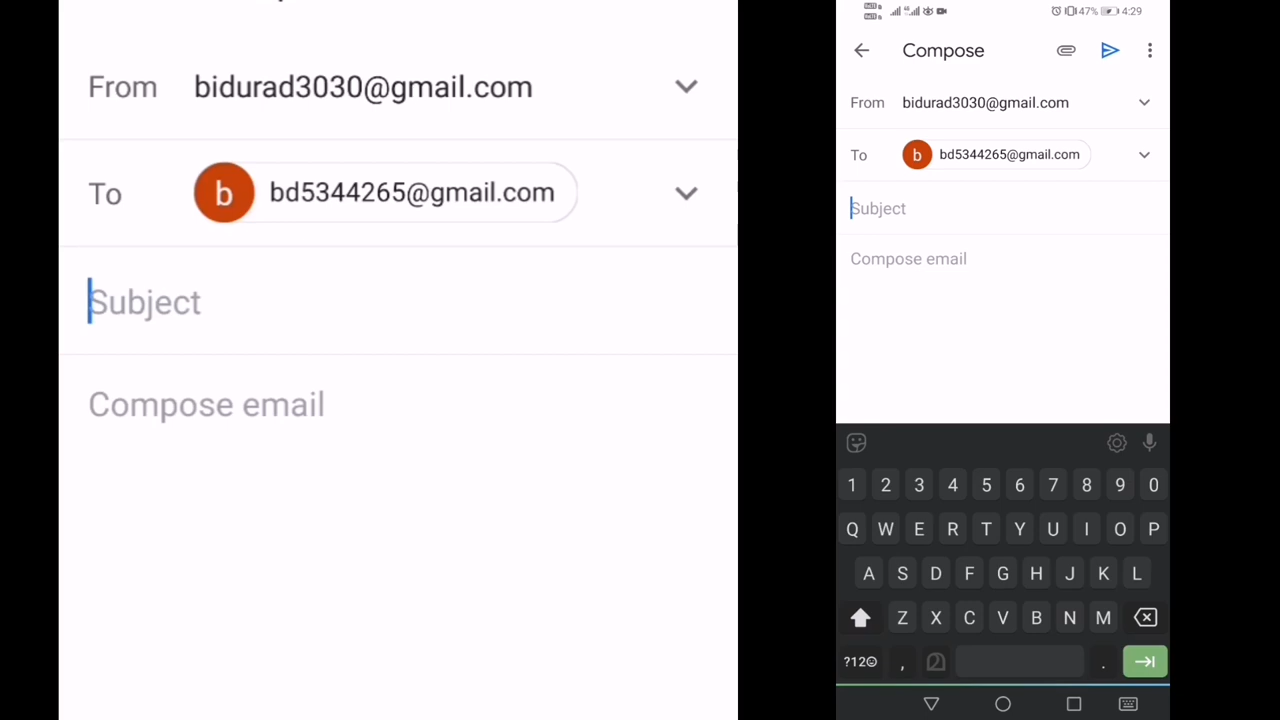 From bidurad3030@gmail.com
To b bd5344265@gmail.com
Subject
Compose email
47% 4:29
Compose
From bidurad3030@gmail.com
To b bd5344265@gmail.com
Subject
Compose email
1 2 3 4 5 6 7 8 9 0
Q W E R T Y U I O P
A S D F G H J K L
Z X C V B N M
?12☺ , .